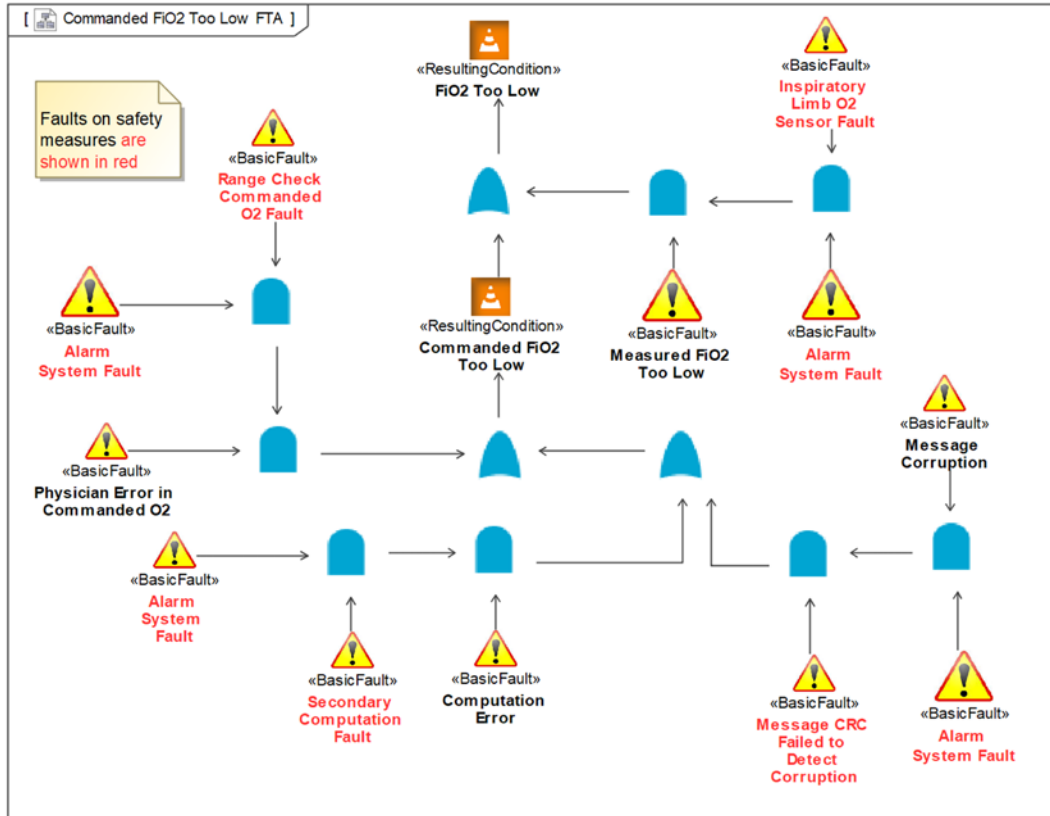 [ Commanded FiO2 Too Low FTA ]
Faults on safety
measures are
shown in red
«ResultingCondition»
FiO2 Too Low
«BasicFault»
Inspiratory
Limb O2
Sensor Fault
«BasicFault»
Range Check
Commanded
O2 Fault
«BasicFault»
Alarm
System Fault
«ResultingCondition»
Commanded FiO2
Too Low
«BasicFault»
Measured FiO2
Too Low
«BasicFault»
Alarm
System Fault
«BasicFault»
Message
Corruption
«BasicFault»
Physician Error in
Commanded O2
«BasicFault»
Alarm
System
Fault
«BasicFault»
Secondary
Computation
Fault
«BasicFault»
Computation
Error
«BasicFault»
Message CRC
Failed to
Detect
Corruption
«BasicFault»
Alarm
System Fault